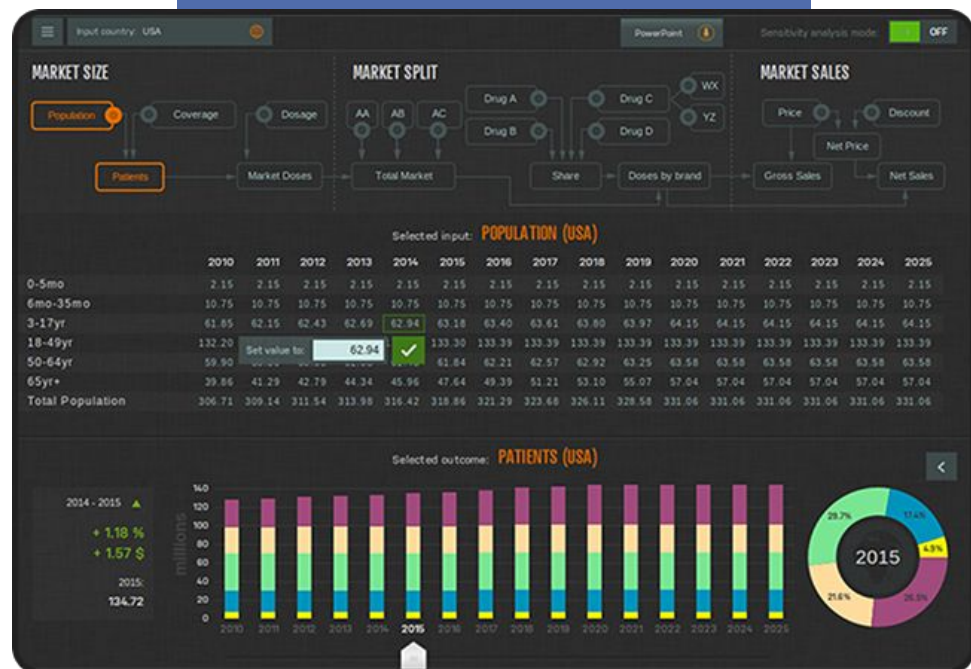 Input country: USA
PowerPoint
Sensitivity analysis mode:
OFF
MARKET SIZE
MARKET SPLIT
MARKET SALES
Population
Coverage
Dosage
AA
AB
AC
Drug A
Drug B
Drug C
Drug D
WX
YZ
Price
Discount
Net Price
Patients
Market Doses
Total Market
Share
Doses by brand
Gross Sales
Net Sales
Selected input: POPULATION (USA)
2010 2011 2012 2013 2014 2015 2016 2017 2018 2019 2020 2021 2022 2023 2024 2025
0-5mo 2.15 2.15 2.15 2.15 2.15 2.15 2.15 2.15 2.15 2.15 2.15 2.15 2.15 2.15 2.15 2.15
6mo-35mo 10.75 10.75 10.75 10.75 10.75 10.75 10.75 10.75 10.75 10.75 10.75 10.75 10.75 10.75 10.75 10.75
3-17yr 61.85 62.15 62.43 62.69 62.94 63.18 63.40 63.61 63.80 63.97 64.15 64.15 64.15 64.15 64.15 64.15
18-49yr 132.20 133.30 133.39 133.39 133.39 133.39 133.39 133.39 133.39 133.39 133.39 133.39
Set value to: 62.94
50-64yr 59.90 61.84 62.21 62.57 62.92 63.25 63.58 63.58 63.58 63.58 63.58 63.58
65yr+ 39.86 41.29 42.79 44.34 45.96 47.64 49.39 51.21 53.10 55.07 57.04 57.04 57.04 57.04 57.04 57.04
Total Population 306.71 309.14 311.54 313.98 316.42 318.86 321.29 323.68 326.11 328.58 331.06 331.06 331.06 331.06 331.06 331.06
Selected outcome: PATIENTS (USA)
2014 - 2015
+ 1.18 %
+ 1.57 $
2015:
134.72
millions
140
120
100
80
60
40
20
0
2010 2011 2012 2013 2014 2015 2016 2017 2018 2019 2020 2021 2022 2023 2024 2025
29.7%
17.4%
4.9%
21.6%
26.5%
2015